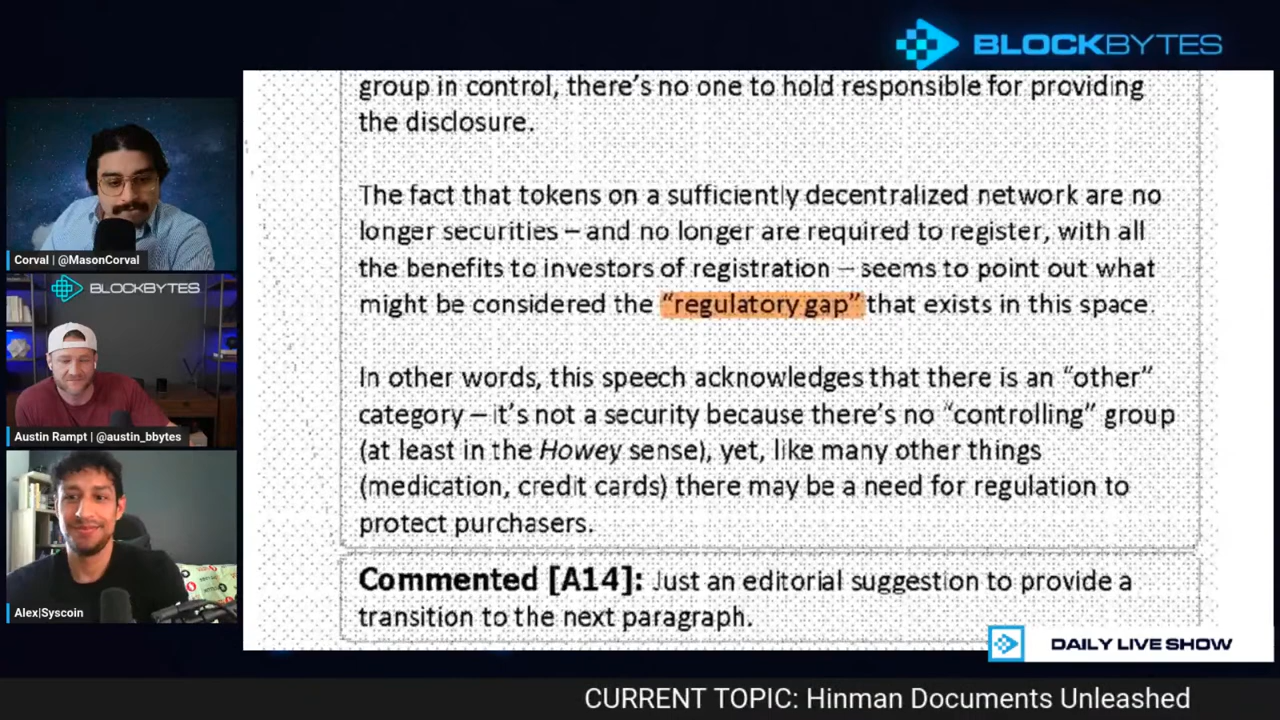 BLOCKBYTES
group in control, there's no one to hold responsible for providing
the disclosure.
The fact that tokens on a sufficiently decentralized network are no
longer securities – and no longer are required to register, with all
the benefits to investors of registration – seems to point out what
might be considered the "regulatory gap" that exists in this space.
In other words, this speech acknowledges that there is an "other"
category – it's not a security because there's no "controlling" group
(at least in the Howey sense), yet, like many other things
(medication, credit cards) there may be a need for regulation to
protect purchasers.
Commented [A14]: Just an editorial suggestion to provide a
transition to the next paragraph.
Corval | @MasonCorval
BLOCKBYTES
Austin Rampt | @austin_bbytes
Alex|Syscoin
DAILY LIVE SHOW
CURRENT TOPIC: Hinman Documents Unleashed